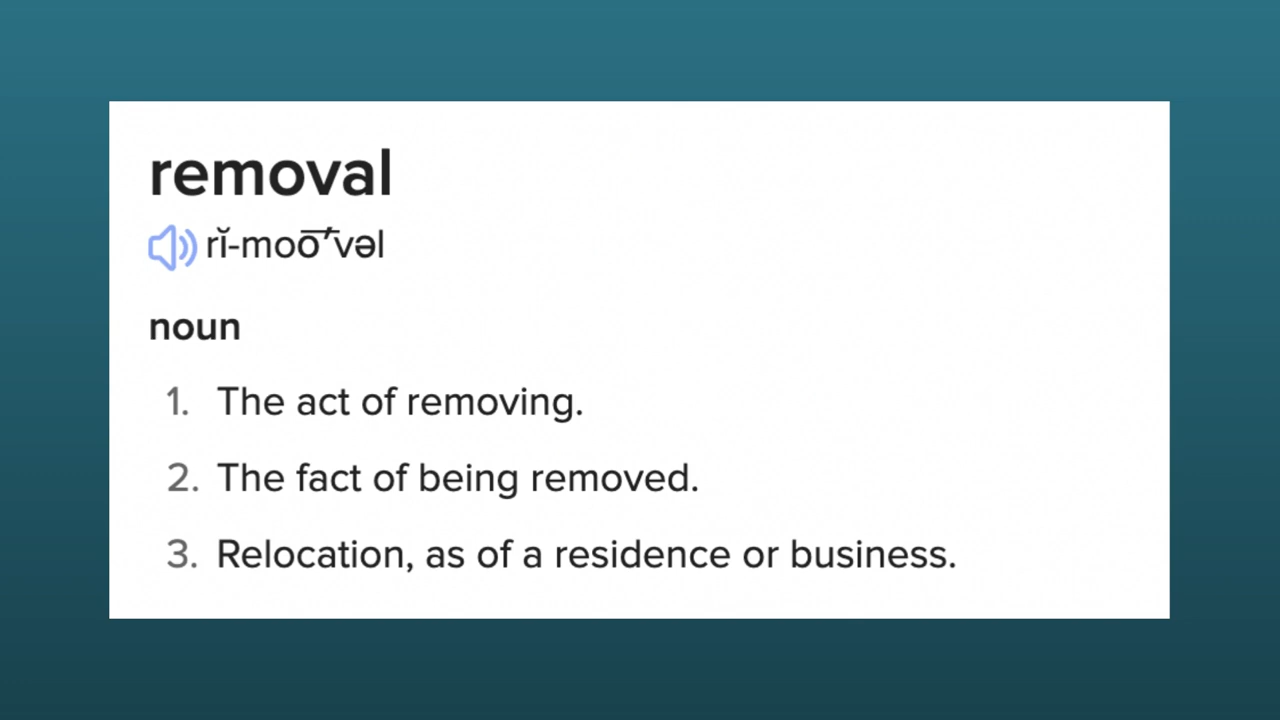 removal
rĭ-mo͞o′vəl
noun
1. The act of removing.
2. The fact of being removed.
3. Relocation, as of a residence or business.